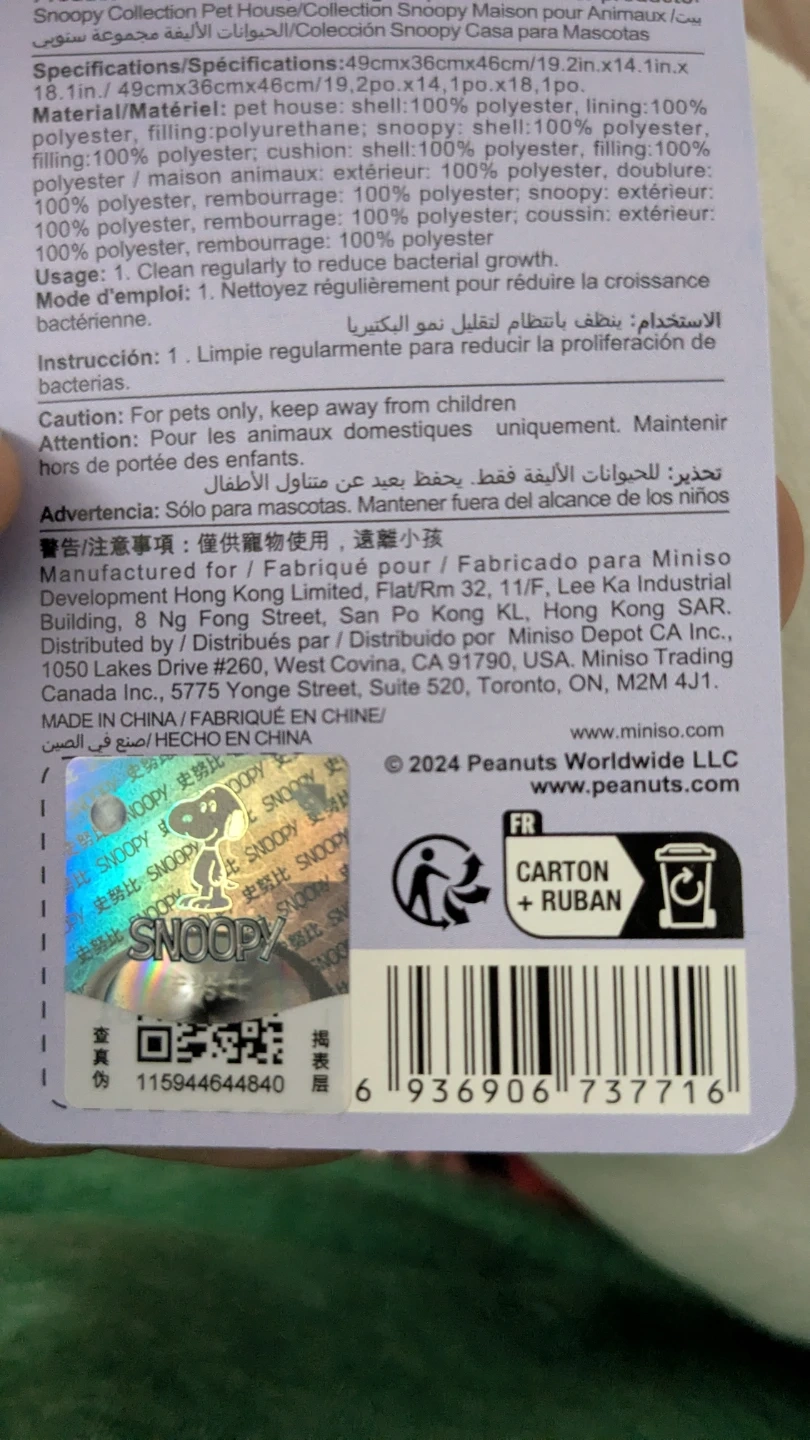 Snoopy Collection Pet House/Collection Snoopy Maison pour Animaux /بيت
الحيوانات الأليفة مجموعة سنوبي/Colección Snoopy Casa para Mascotas
Specifications/Spécifications:49cmx36cmx46cm/19.2in.x14.1in.x
18.1in./ 49cmx36cmx46cm/19,2po.x14,1po.x18,1po.
Material/Matériel: pet house: shell:100% polyester, lining:100%
polyester, filling:polyurethane; snoopy: shell:100% polyester,
filling:100% polyester; cushion: shell:100% polyester, filling:100%
polyester / maison animaux: extérieur: 100% polyester, doublure:
100% polyester, rembourrage: 100% polyester; snoopy: extérieur:
100% polyester, rembourrage: 100% polyester; coussin: extérieur:
100% polyester, rembourrage: 100% polyester
Usage: 1. Clean regularly to reduce bacterial growth.
Mode d'emploi: 1. Nettoyez régulièrement pour réduire la croissance
bactérienne.
الاستخدام: ينظف بانتظام لتقليل نمو البكتيريا
Instrucción: 1 . Limpie regularmente para reducir la proliferación de
bacterias.
Caution: For pets only, keep away from children
Attention: Pour les animaux domestiques uniquement. Maintenir
hors de portée des enfants.
تحذير: للحيوانات الأليفة فقط. يحفظ بعيد عن متناول الأطفال
Advertencia: Sólo para mascotas. Mantener fuera del alcance de los niños
警告/注意事項：僅供寵物使用，遠離小孩
Manufactured for / Fabriqué pour / Fabricado para Miniso
Development Hong Kong Limited, Flat/Rm 32, 11/F, Lee Ka Industrial
Building, 8 Ng Fong Street, San Po Kong KL, Hong Kong SAR.
Distributed by / Distribués par / Distribuido por Miniso Depot CA Inc.,
1050 Lakes Drive #260, West Covina, CA 91790, USA. Miniso Trading
Canada Inc., 5775 Yonge Street, Suite 520, Toronto, ON, M2M 4J1.
MADE IN CHINA / FABRIQUÉ EN CHINE/
صنع في الصين/ HECHO EN CHINA
www.miniso.com
© 2024 Peanuts Worldwide LLC
www.peanuts.com
史努比 SNOOPY 史努比 SNOOPY
SNOOPY
查真伪
揭表层
115944644840
FR
CARTON
+ RUBAN
6 936906 737716